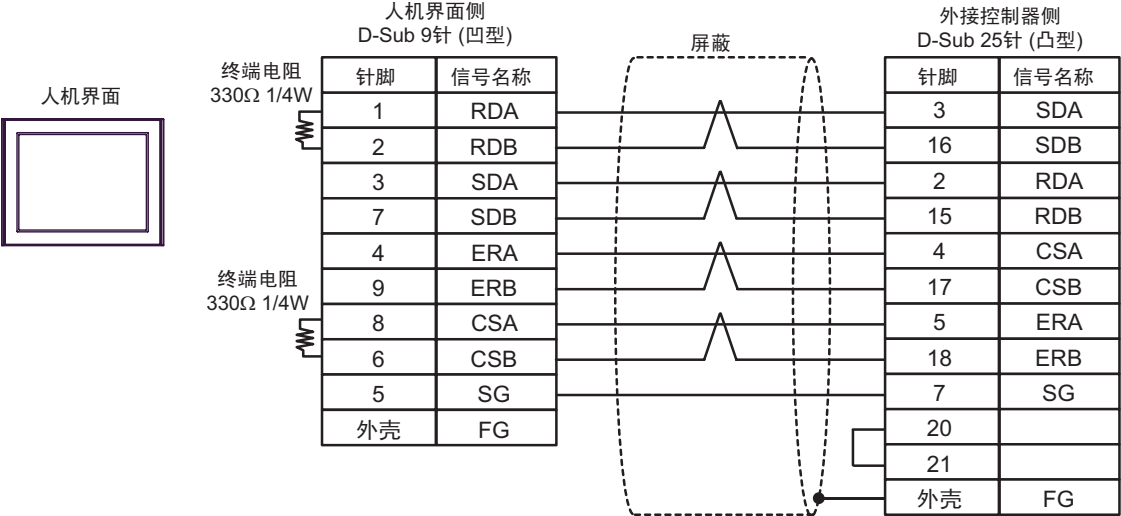 人机界面侧
D-Sub 9针 (凹型)
外接控制器侧
D-Sub 25针 (凸型)
屏蔽
人机界面
终端电阻
330Ω 1/4W
终端电阻
330Ω 1/4W
针脚 信号名称
1 RDA
2 RDB
3 SDA
7 SDB
4 ERA
9 ERB
8 CSA
6 CSB
5 SG
外壳 FG
针脚 信号名称
3 SDA
16 SDB
2 RDA
15 RDB
4 CSA
17 CSB
5 ERA
18 ERB
7 SG
20
21
外壳 FG